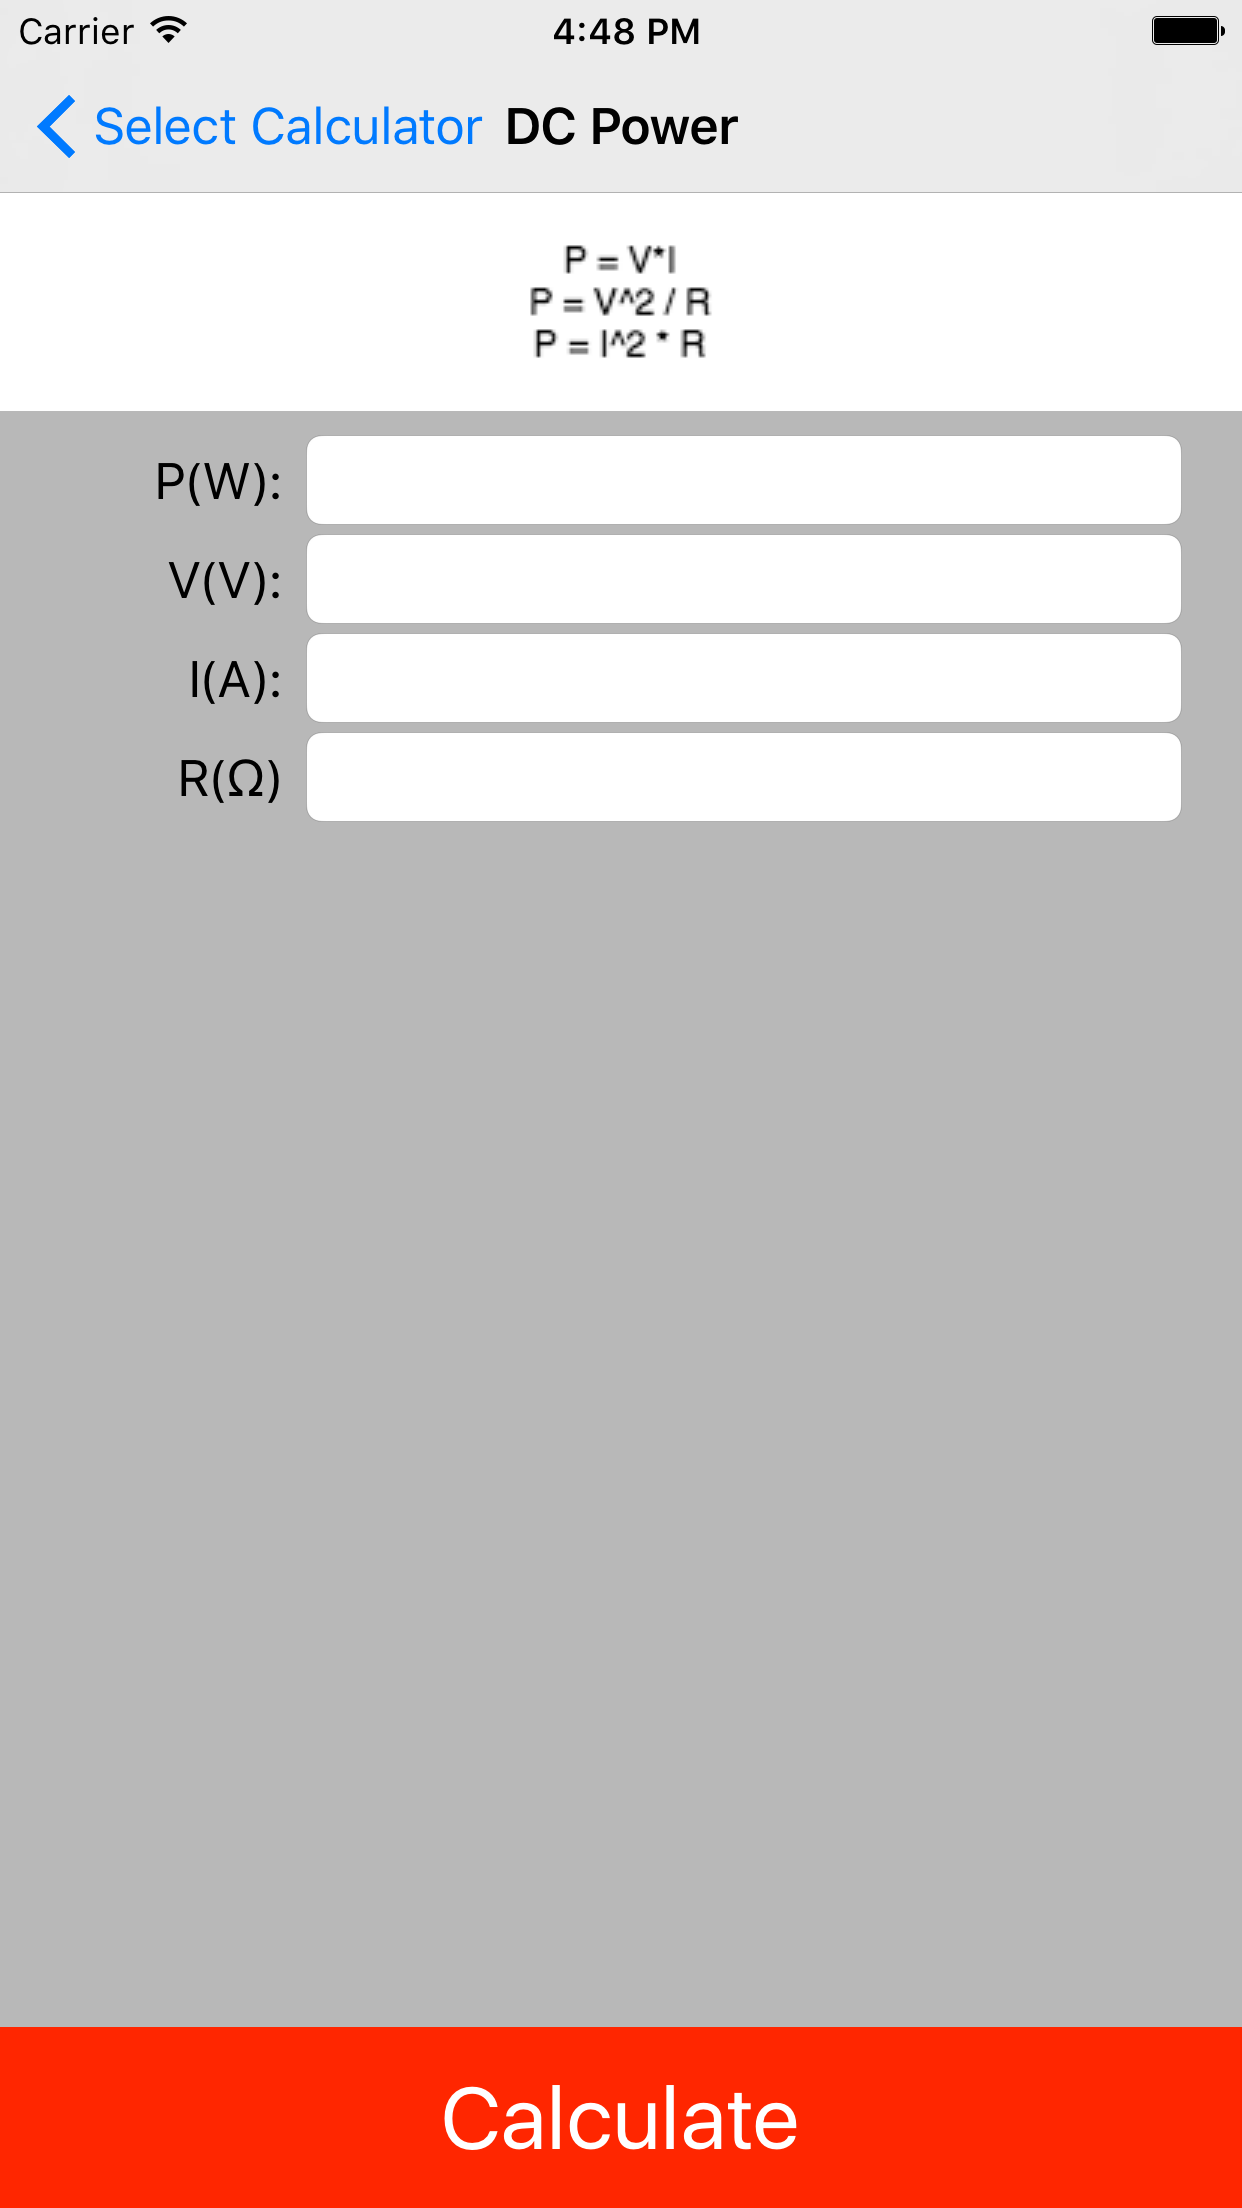 Carrier 4:48 PM
Select Calculator DC Power
P = V*I
P = V^2 / R
P = I^2 * R
P(W):
V(V):
I(A):
R(Ω)
Calculate